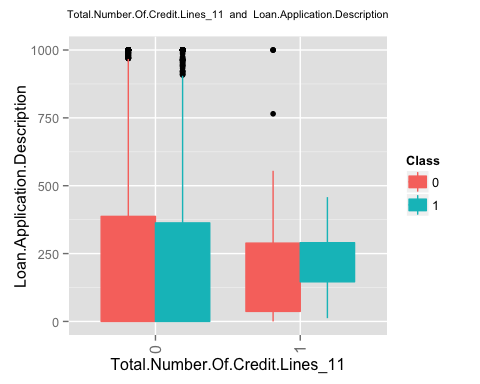 Total.Number.Of.Credit.Lines_11 and Loan.Application.Description
1000
750
500
250
0
Loan.Application.Description
0
1
Total.Number.Of.Credit.Lines_11
Class
0
1